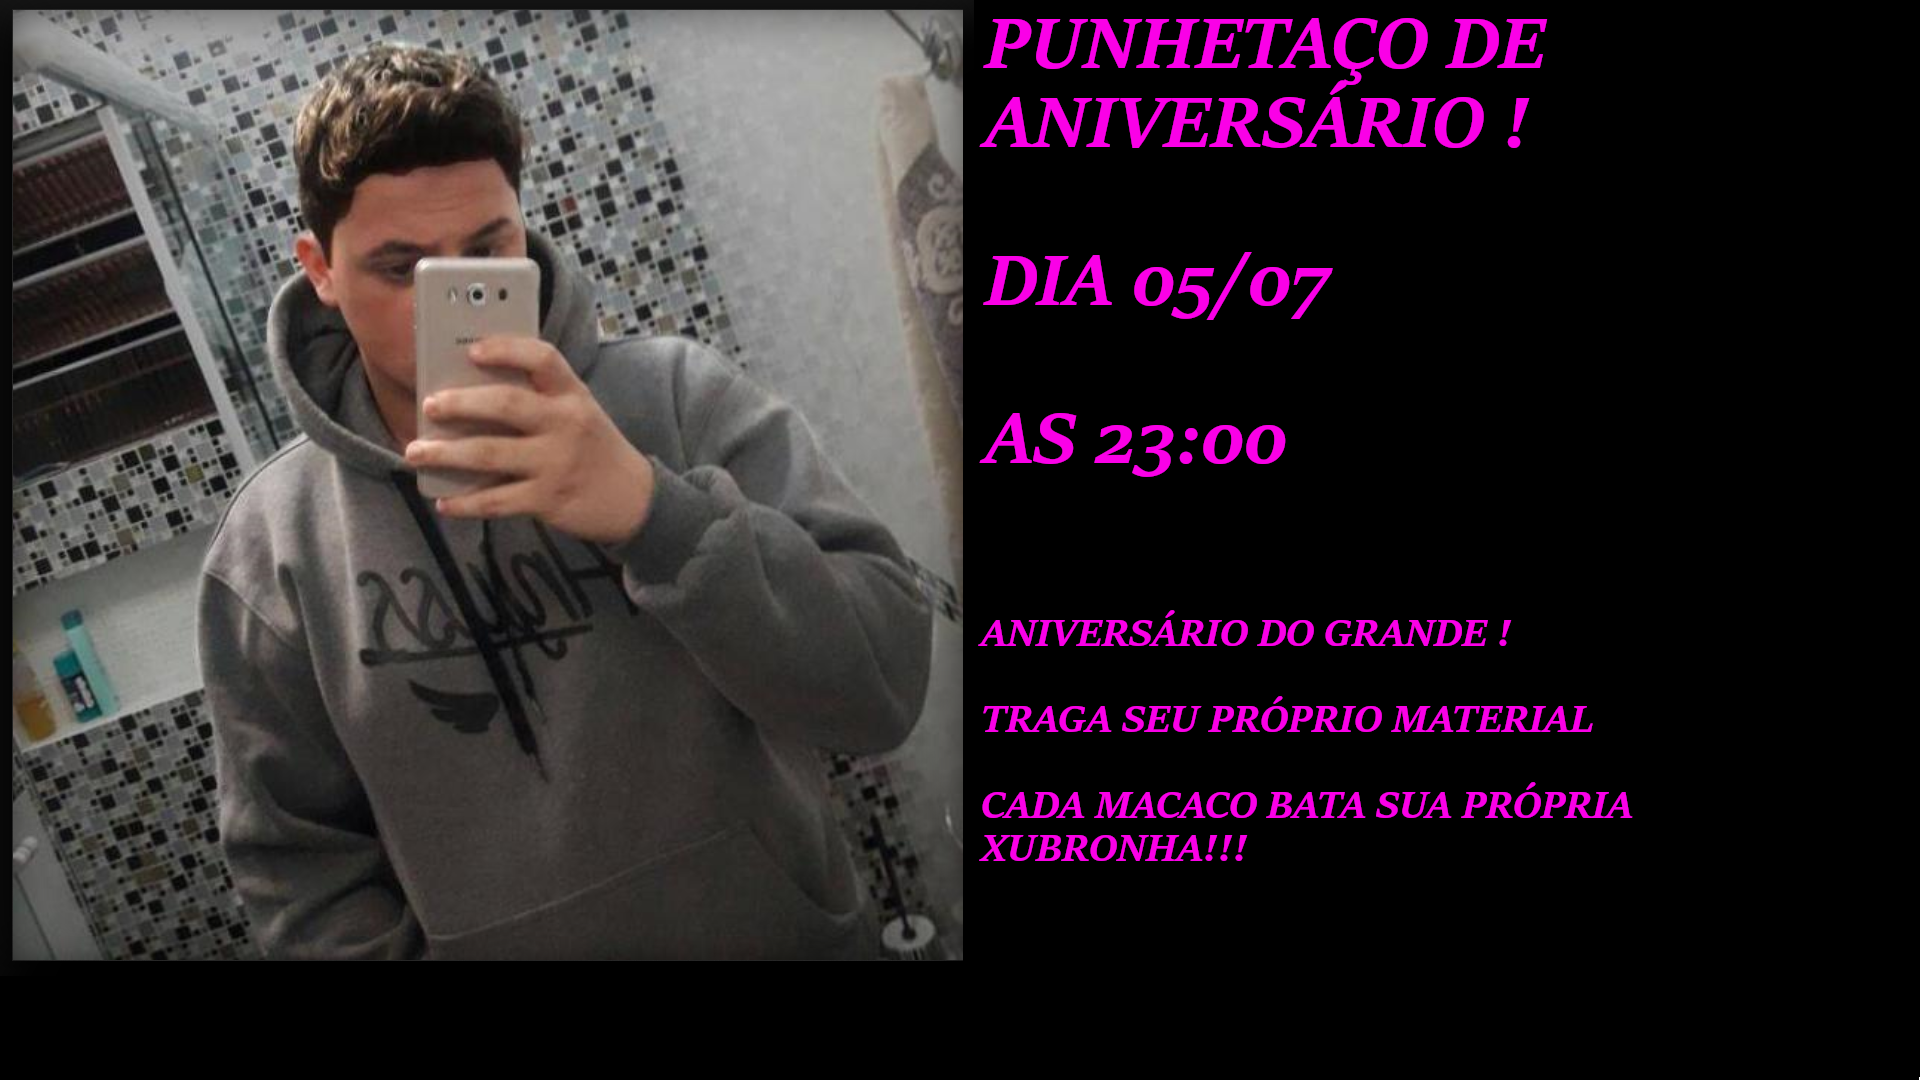 PUNHETAÇO DE
ANIVERSÁRIO !
DIA 05/07
AS 23:00
ANIVERSÁRIO DO GRANDE !
TRAGA SEU PRÓPRIO MATERIAL
CADA MACACO BATA SUA PRÓPRIA
XUBRONHA!!!